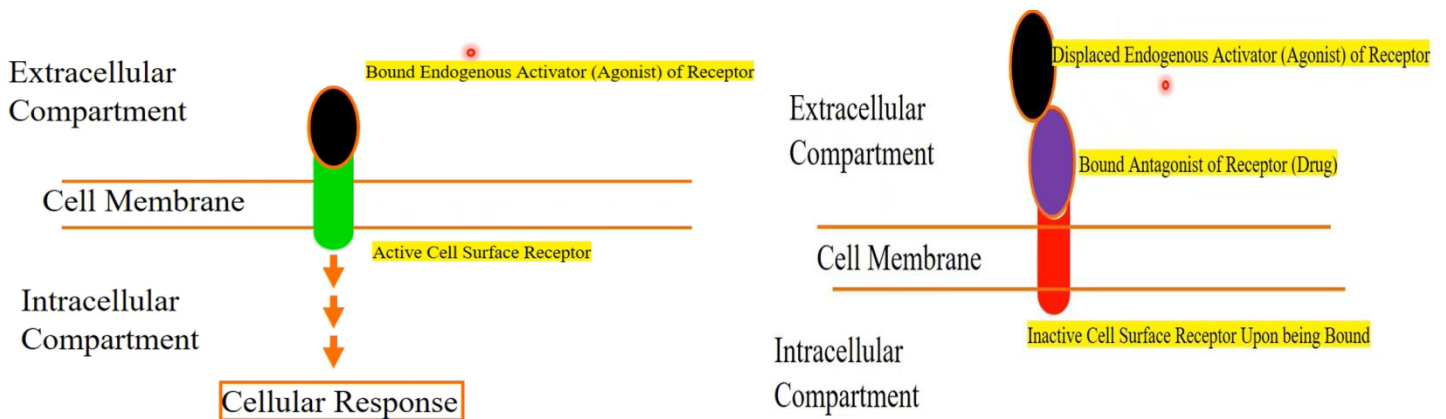 Extracellular
Compartment
Bound Endogenous Activator (Agonist) of Receptor
Cell Membrane
Active Cell Surface Receptor
Intracellular
Compartment
Cellular Response
Displaced Endogenous Activator (Agonist) of Receptor
Extracellular
Compartment
Bound Antagonist of Receptor (Drug)
Cell Membrane
Inactive Cell Surface Receptor Upon being Bound
Intracellular
Compartment